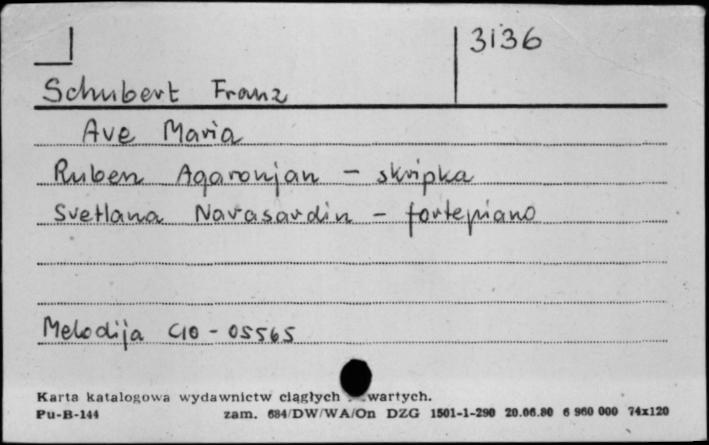 3136
Schubert Franz
Ave Maria
Ruben Agaronjan - skripka
Svetlana Navasardin - fortepiano
Melodija C10 - 05565
Karta katalogowa wydawnictw ciągłych wartych.
Pu-B-144 zam. 684/DW/WA/On DZG 1501-1-290 20.06.80 6 960 000 74x120